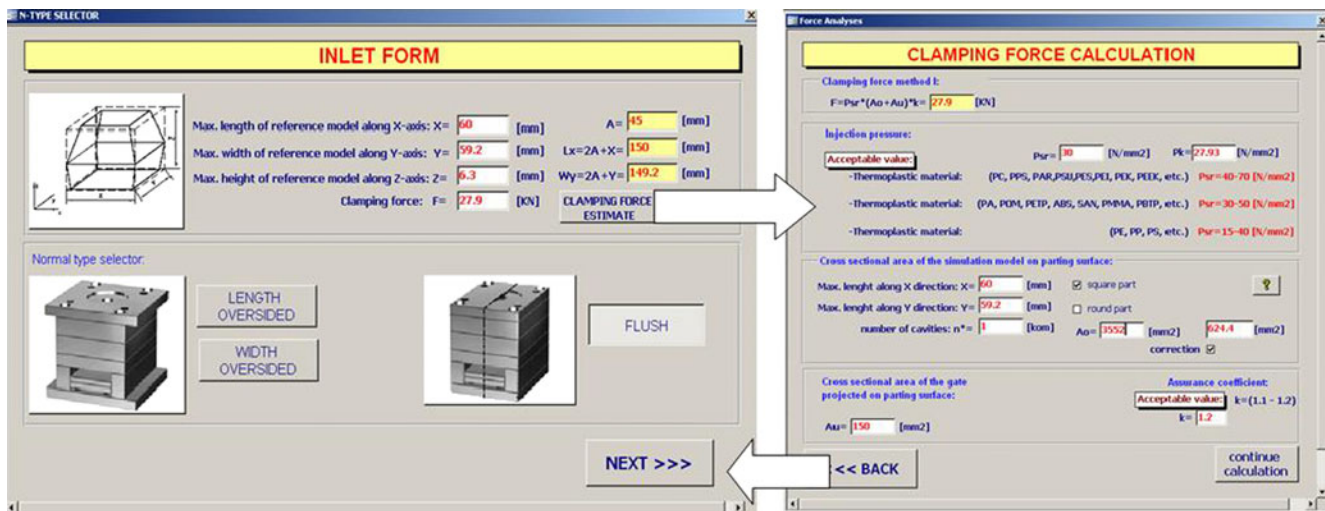 N-TYPE SELECTOR
INLET FORM
Max. length of reference model along X-axis: X= 60 [mm] A= 45 [mm]
Max. width of reference model along Y-axis: Y= 59.2 [mm] Lx=2A+X= 150 [mm]
Max. height of reference model along Z-axis: Z= 6.3 [mm] Wy=2A+Y= 149.2 [mm]
Clamping force: F= 27.9 [KN]
CLAMPING FORCE
ESTIMATE
Normal type selector:
LENGTH
OVERSIDED
WIDTH
OVERSIDED
FLUSH
NEXT >>>
Force Analyses
CLAMPING FORCE CALCULATION
Clamping force method I:
F=Psr*(Ao+Au)*k= 27.9 [KN]
Injection pressure:
Psr= 30 [N/mm2] Pk= 27.93 [N/mm2]
Acceptable value:
-Thermoplastic material: (PC, PPS, PAR,PSU,PES,PEI, PEK, PEEK, etc.) Psr=40-70 [N/mm2]
-Thermoplastic material: (PA, POM, PETP, ABS, SAN, PMMA, PBTP, etc.) Psr=30-50 [N/mm2]
-Thermoplastic material: (PE, PP, PS, etc.) Psr=15-40 [N/mm2]
Cross sectional area of the simulation model on parting surface:
Max. lenght along X direction: X= 60 [mm] square part ?
Max. lenght along Y direction: Y= 59.2 [mm] round part
number of cavities: n*= 1 [kom] Ao= 3552 [mm2] 624.4 [mm2]
correction
Cross sectional area of the gate
projected on parting surface:
Au= 150 [mm2]
Assurance coefficient:
Acceptable value: k=(1.1 - 1.2)
k= 1.2
<< BACK
continue
calculation